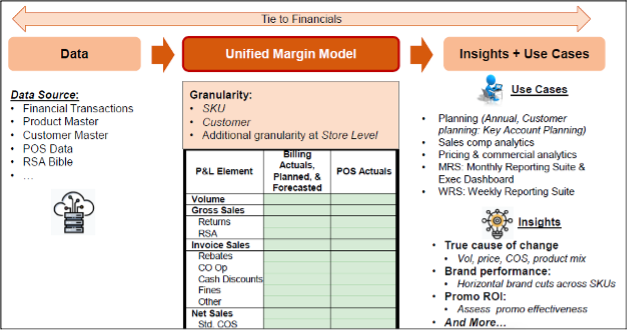 Tie to Financials
Data
Unified Margin Model
Insights + Use Cases
Data Source:
• Financial Transactions
• Product Master
• Customer Master
• POS Data
• RSA Bible
• ...
Granularity:
• SKU
• Customer
• Additional granularity at Store Level
P&L Element
Billing
Actuals,
Planned, &
Forecasted
POS Actuals
Volume
Gross Sales
Returns
RSA
Invoice Sales
Rebates
CO Op
Cash Discounts
Fines
Other
Net Sales
Std. COS
Use Cases
• Planning (Annual, Customer
planning: Key Account Planning)
• Sales comp analytics
• Pricing & commercial analytics
• MRS: Monthly Reporting Suite &
Exec Dashboard
• WRS: Weekly Reporting Suite
Insights
• True cause of change
• Vol, price, COS, product mix
• Brand performance:
• Horizontal brand cuts across SKUs
• Promo ROI:
• Assess promo effectiveness
• And More...